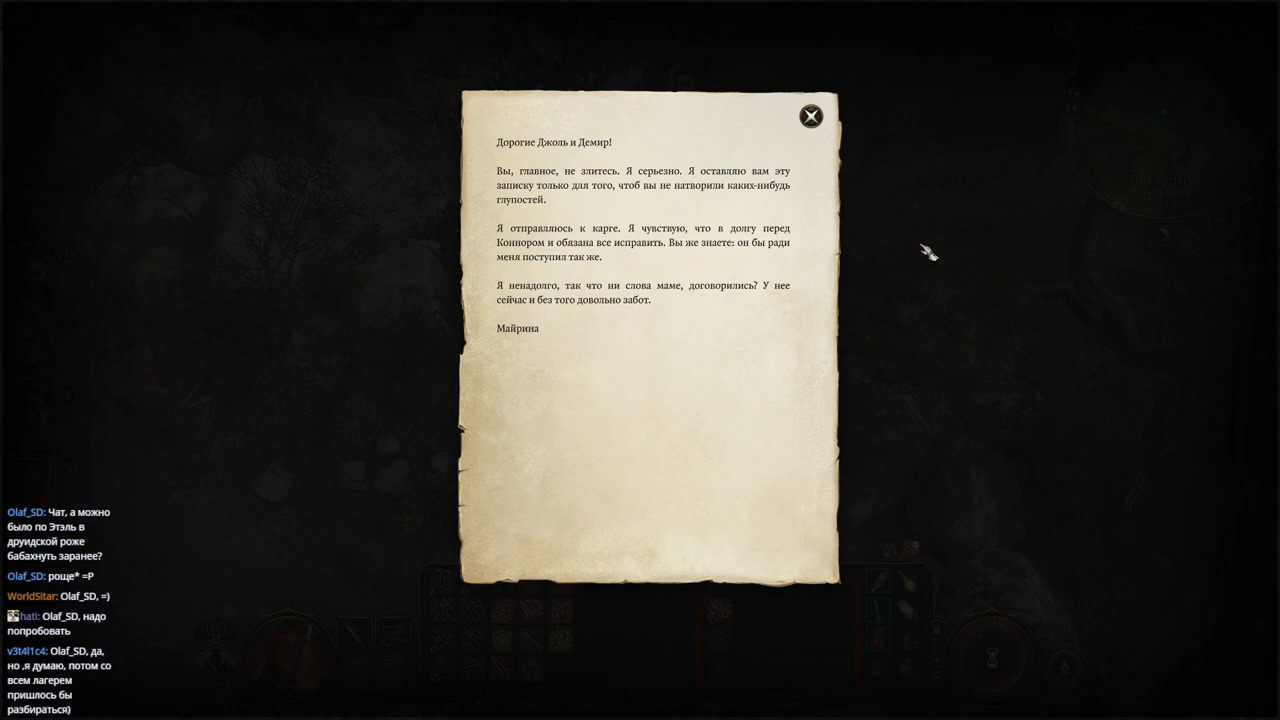 Дорогие Джоль и Демир!
Вы, главное, не злитесь. Я серьезно. Я оставляю вам эту
записку только для того, чтоб вы не натворили каких-нибудь
глупостей.
Я отправляюсь к карге. Я чувствую, что в долгу перед
Коннором и обязана все исправить. Вы же знаете: он бы ради
меня поступил так же.
Я ненадолго, так что ни слова маме, договорились? У нее
сейчас и без того довольно забот.
Майрина
Olaf_SD: Чат, а можно
было по Этэль в
друидской роже
бабахнуть заранее?
Olaf_SD: роще* =P
WorldSitar: Olaf_SD, =)
hati: Olaf_SD, надо
попробовать
v3t4l1c4: Olaf_SD, да,
но ,я думаю, потом со
всем лагерем
пришлось бы
разбираться)